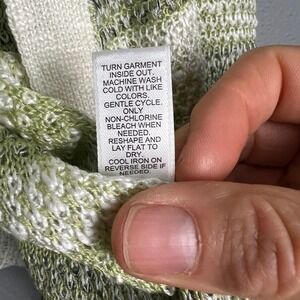 TURN GARMENT
INSIDE OUT.
MACHINE WASH
COLD WITH LIKE
COLORS.
GENTLE CYCLE.
ONLY
NON-CHLORINE
BLEACH WHEN
NEEDED.
RESHAPE AND
LAY FLAT TO
DRY.
COOL IRON ON
REVERSE SIDE IF
NEEDED.